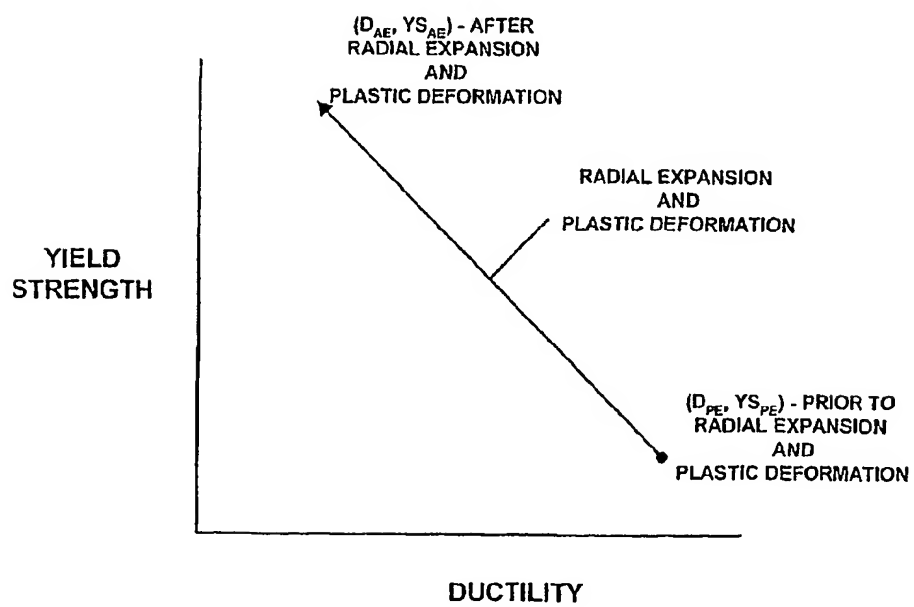 (D_AE, YS_AE) - AFTER
RADIAL EXPANSION
AND
PLASTIC DEFORMATION
RADIAL EXPANSION
AND
PLASTIC DEFORMATION
YIELD
STRENGTH
(D_PE, YS_PE) - PRIOR TO
RADIAL EXPANSION
AND
PLASTIC DEFORMATION
DUCTILITY